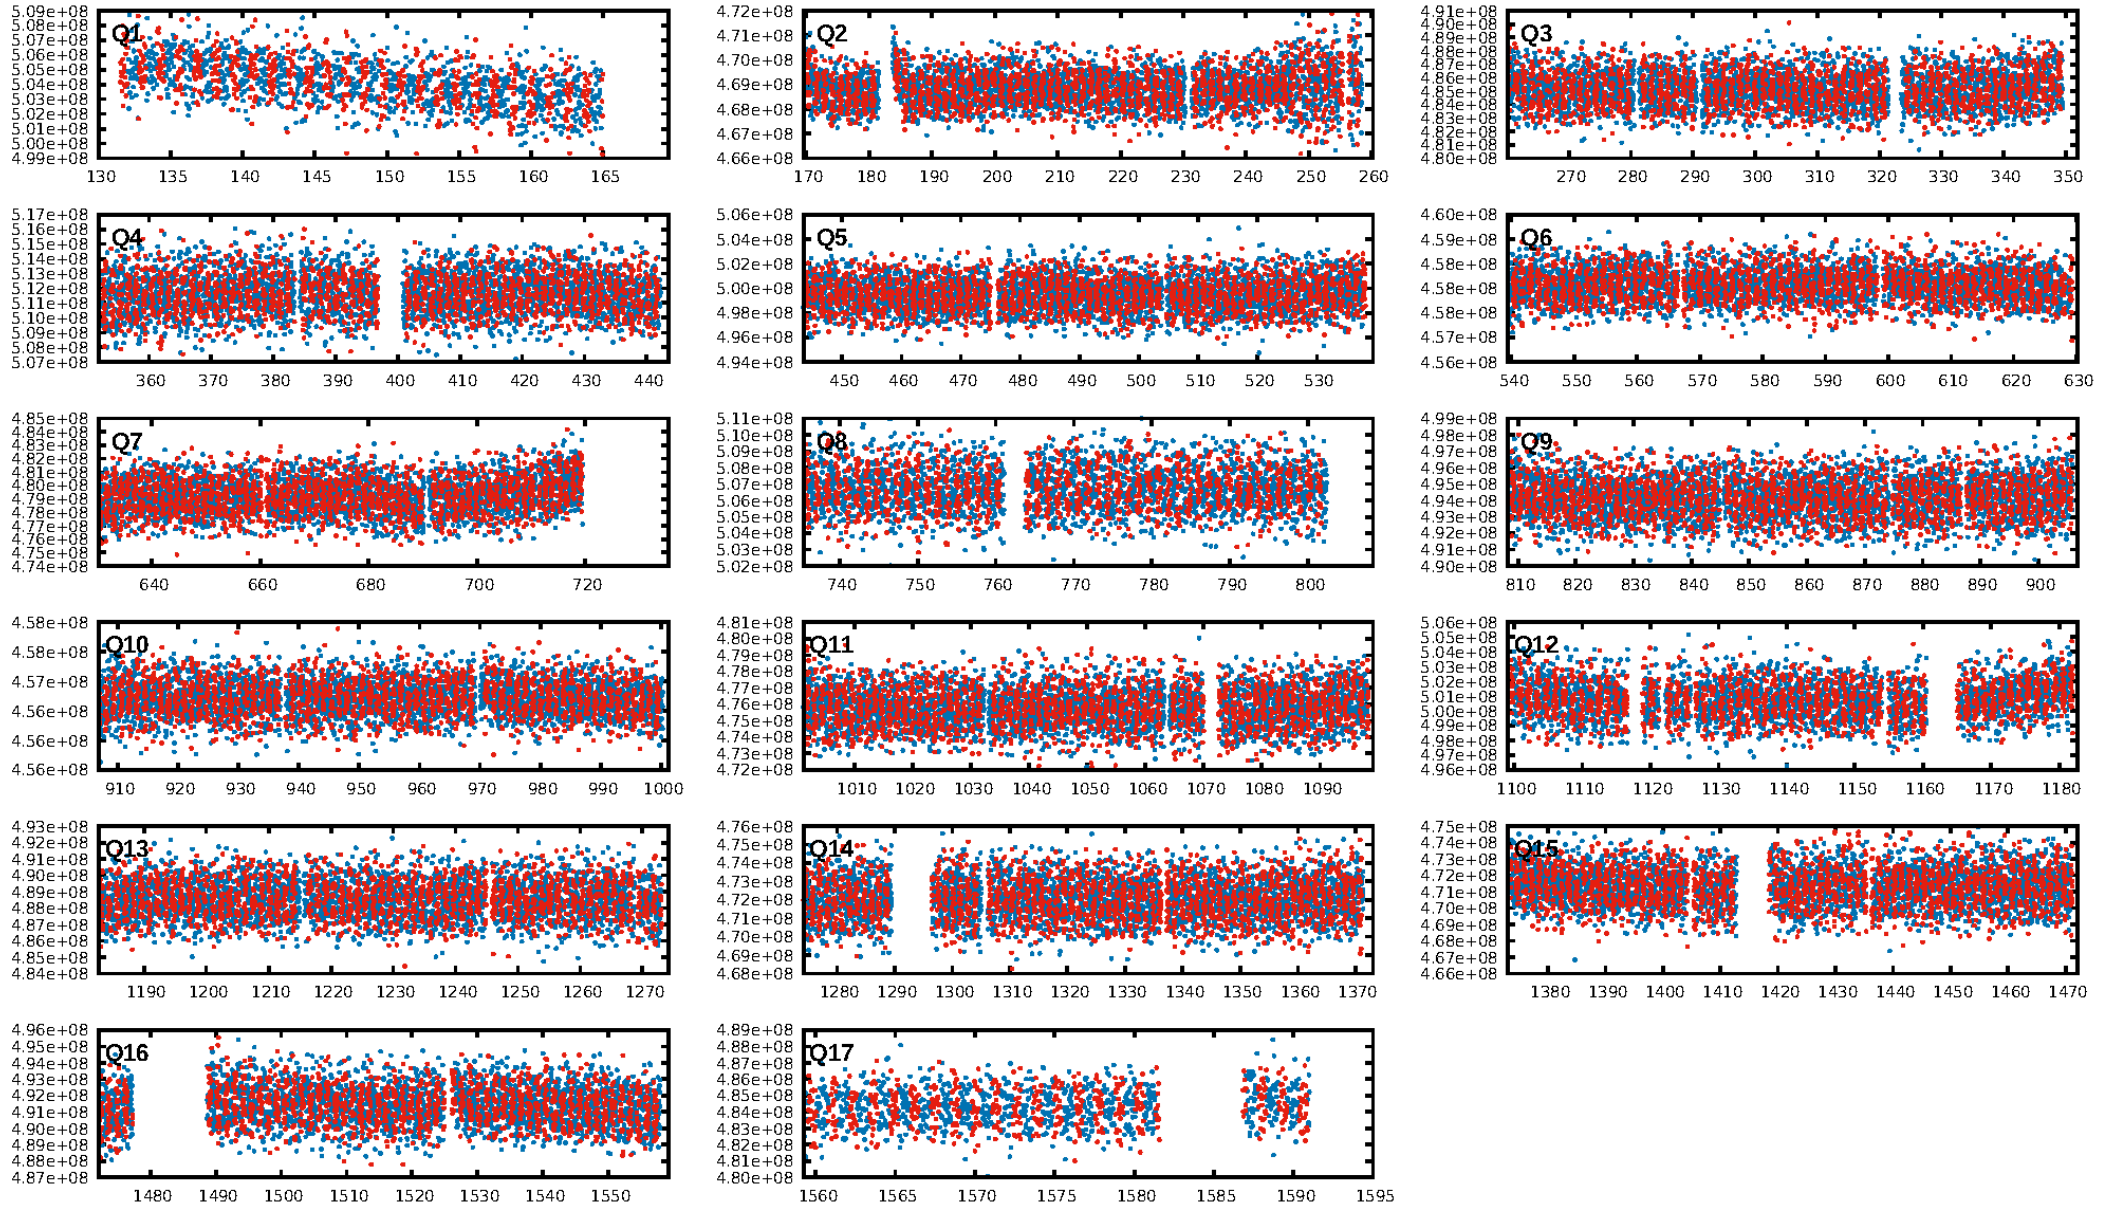 5.09e+08
5.08e+08
5.07e+08
5.06e+08
5.05e+08
5.04e+08
5.03e+08
5.02e+08
5.01e+08
5.00e+08
4.99e+08
Q1
130 135 140 145 150 155 160 165
4.72e+08
4.71e+08
4.70e+08
4.69e+08
4.68e+08
4.67e+08
4.66e+08
Q2
170 180 190 200 210 220 230 240 250 260
4.91e+08
4.90e+08
4.89e+08
4.88e+08
4.87e+08
4.86e+08
4.85e+08
4.84e+08
4.83e+08
4.82e+08
4.81e+08
4.80e+08
Q3
270 280 290 300 310 320 330 340 350
5.17e+08
5.16e+08
5.15e+08
5.14e+08
5.13e+08
5.12e+08
5.11e+08
5.10e+08
5.09e+08
5.08e+08
5.07e+08
Q4
360 370 380 390 400 410 420 430 440
5.06e+08
5.04e+08
5.02e+08
5.00e+08
4.98e+08
4.96e+08
4.94e+08
Q5
450 460 470 480 490 500 510 520 530
4.60e+08
4.59e+08
4.58e+08
4.58e+08
4.58e+08
4.57e+08
4.56e+08
Q6
540 550 560 570 580 590 600 610 620 630
4.85e+08
4.84e+08
4.83e+08
4.82e+08
4.81e+08
4.80e+08
4.79e+08
4.78e+08
4.77e+08
4.76e+08
4.75e+08
4.74e+08
Q7
640 660 680 700 720
5.11e+08
5.10e+08
5.09e+08
5.08e+08
5.07e+08
5.06e+08
5.05e+08
5.04e+08
5.03e+08
5.02e+08
Q8
740 750 760 770 780 790 800
4.99e+08
4.98e+08
4.97e+08
4.96e+08
4.95e+08
4.94e+08
4.93e+08
4.92e+08
4.91e+08
4.90e+08
Q9
810 820 830 840 850 860 870 880 890 900
4.58e+08
4.58e+08
4.57e+08
4.56e+08
4.56e+08
4.56e+08
Q10
910 920 930 940 950 960 970 980 990 1000
4.81e+08
4.80e+08
4.79e+08
4.78e+08
4.77e+08
4.76e+08
4.75e+08
4.74e+08
4.73e+08
4.72e+08
Q11
1010 1020 1030 1040 1050 1060 1070 1080 1090
5.06e+08
5.05e+08
5.04e+08
5.03e+08
5.02e+08
5.01e+08
5.00e+08
4.99e+08
4.98e+08
4.97e+08
4.96e+08
Q12
1100 1110 1120 1130 1140 1150 1160 1170 1180
4.93e+08
4.92e+08
4.91e+08
4.90e+08
4.89e+08
4.88e+08
4.87e+08
4.86e+08
4.85e+08
4.84e+08
Q13
1190 1200 1210 1220 1230 1240 1250 1260 1270
4.76e+08
4.75e+08
4.74e+08
4.73e+08
4.72e+08
4.71e+08
4.70e+08
4.69e+08
4.68e+08
Q14
1280 1290 1300 1310 1320 1330 1340 1350 1360 1370
4.75e+08
4.74e+08
4.73e+08
4.72e+08
4.71e+08
4.70e+08
4.69e+08
4.68e+08
4.67e+08
4.66e+08
Q15
1380 1390 1400 1410 1420 1430 1440 1450 1460 1470
4.96e+08
4.95e+08
4.94e+08
4.93e+08
4.92e+08
4.91e+08
4.90e+08
4.89e+08
4.88e+08
4.87e+08
Q16
1480 1490 1500 1510 1520 1530 1540 1550
4.89e+08
4.88e+08
4.87e+08
4.86e+08
4.85e+08
4.84e+08
4.83e+08
4.82e+08
4.81e+08
4.80e+08
Q17
1560 1565 1570 1575 1580 1585 1590 1595